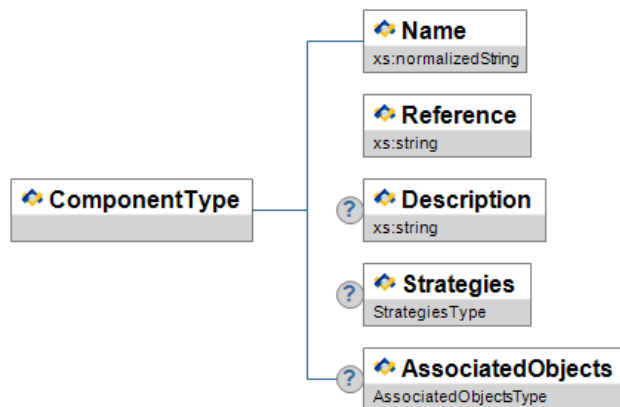 Name
xs:normalizedString
Reference
xs:string
ComponentType
? Description
xs:string
? Strategies
StrategiesType
? AssociatedObjects
AssociatedObjectsType